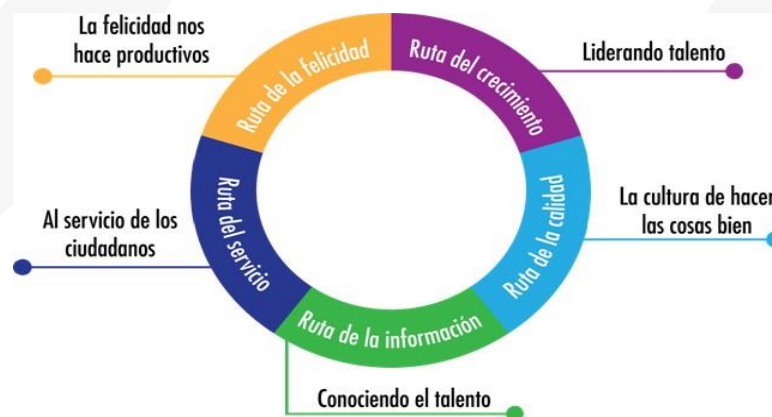 La felicidad nos
hace productivos
Ruta de la felicidad
Ruta del crecimiento
Liderando talento
Al servicio de los
ciudadanos
Ruta del servicio
Ruta de la calidad
La cultura de hacer
las cosas bien
Ruta de la información
Conociendo el talento